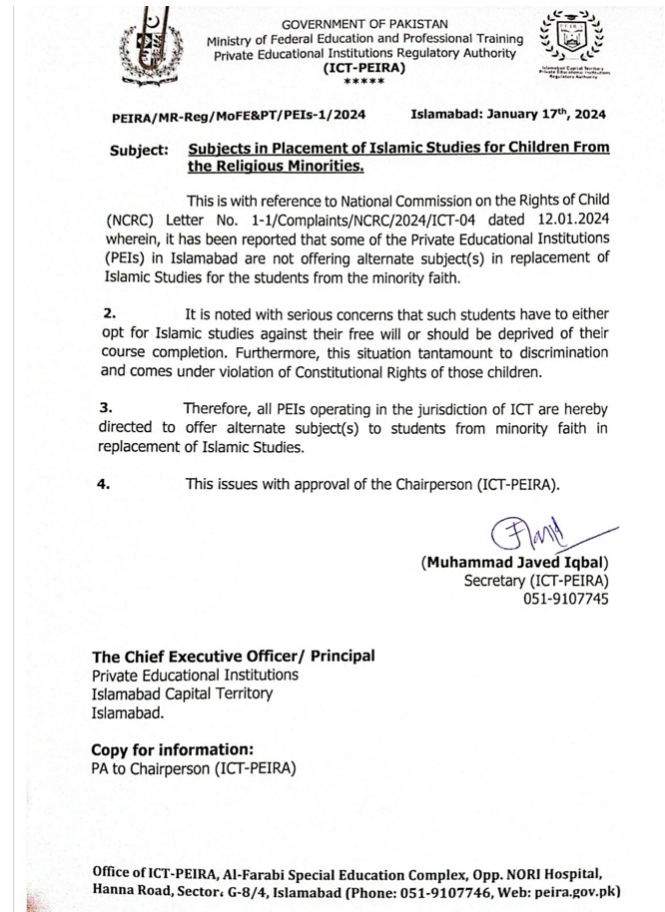 GOVERNMENT OF PAKISTAN
Ministry of Federal Education and Professional Training
Private Educational Institutions Regulatory Authority
(ICT-PEIRA)
*****
Islamabad Capital Territory
Private Educational Institutions
Regulatory Authority
PEIRA/MR-Reg/MoFE&PT/PEIs-1/2024 Islamabad: January 17th, 2024
Subject: Subjects in Placement of Islamic Studies for Children From
the Religious Minorities.
This is with reference to National Commission on the Rights of Child
(NCRC) Letter No. 1-1/Complaints/NCRC/2024/ICT-04 dated 12.01.2024
wherein, it has been reported that some of the Private Educational Institutions
(PEIs) in Islamabad are not offering alternate subject(s) in replacement of
Islamic Studies for the students from the minority faith.
2. It is noted with serious concerns that such students have to either
opt for Islamic studies against their free will or should be deprived of their
course completion. Furthermore, this situation tantamount to discrimination
and comes under violation of Constitutional Rights of those children.
3. Therefore, all PEIs operating in the jurisdiction of ICT are hereby
directed to offer alternate subject(s) to students from minority faith in
replacement of Islamic Studies.
4. This issues with approval of the Chairperson (ICT-PEIRA).
(Muhammad Javed Iqbal)
Secretary (ICT-PEIRA)
051-9107745
The Chief Executive Officer/ Principal
Private Educational Institutions
Islamabad Capital Territory
Islamabad.
Copy for information:
PA to Chairperson (ICT-PEIRA)
Office of ICT-PEIRA, Al-Farabi Special Education Complex, Opp. NORI Hospital,
Hanna Road, Sector: G-8/4, Islamabad (Phone: 051-9107746, Web: peira.gov.pk)